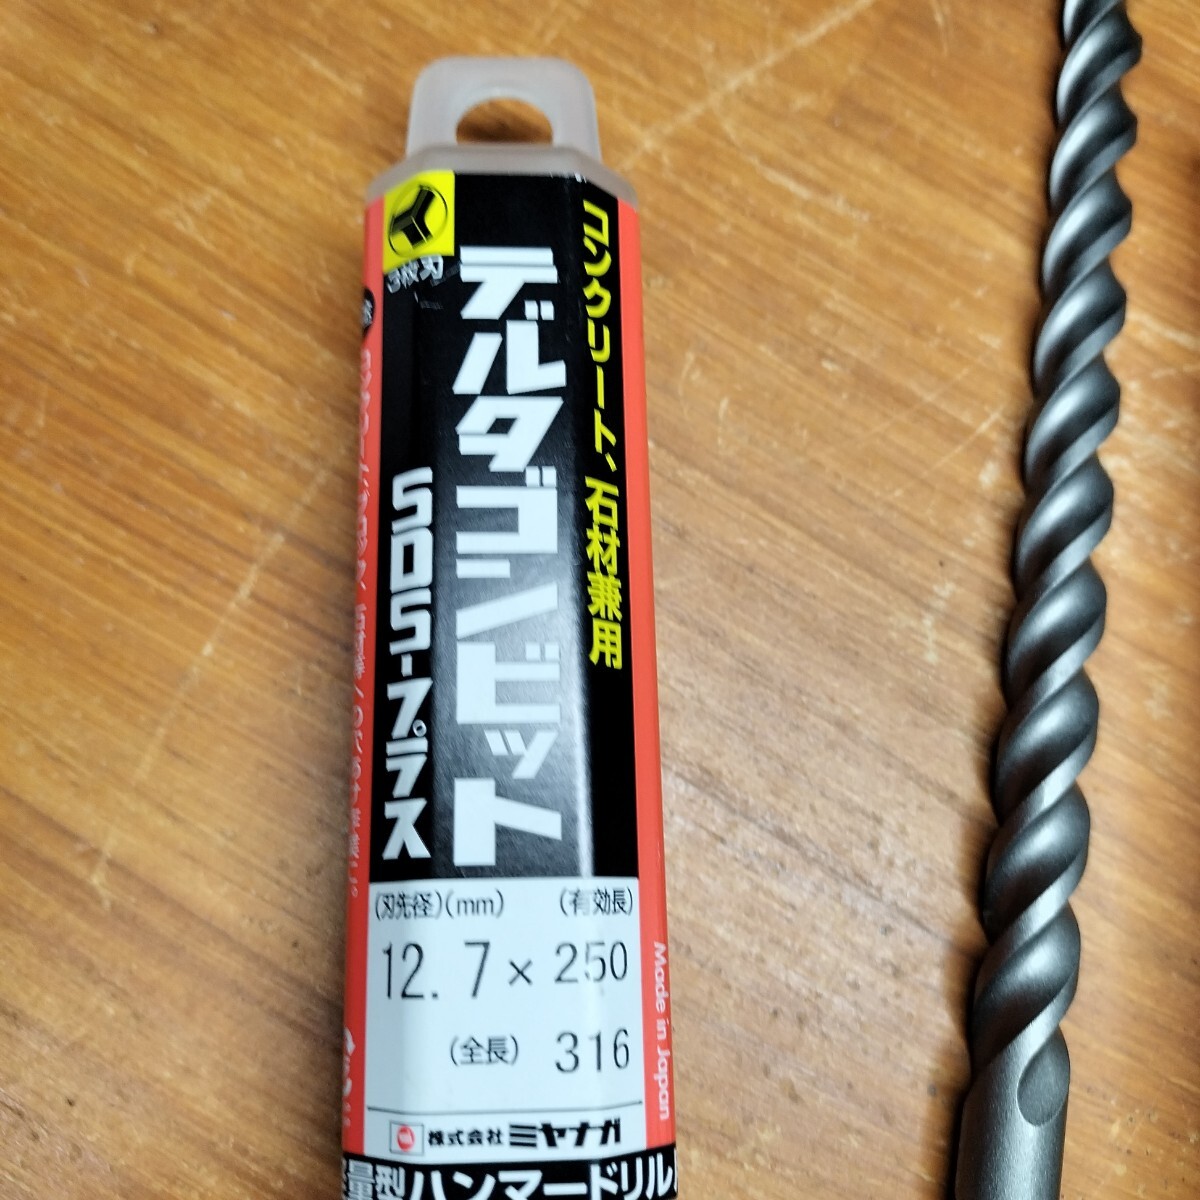 コンクリート、石材兼用
3枚刃
デルタゴンビット
SDS-プラス
(刃先径)(mm) (有効長)
12.7×250
(全長) 316
株式会社ミヤナガ
量型ハンマードリル
Made in Japan